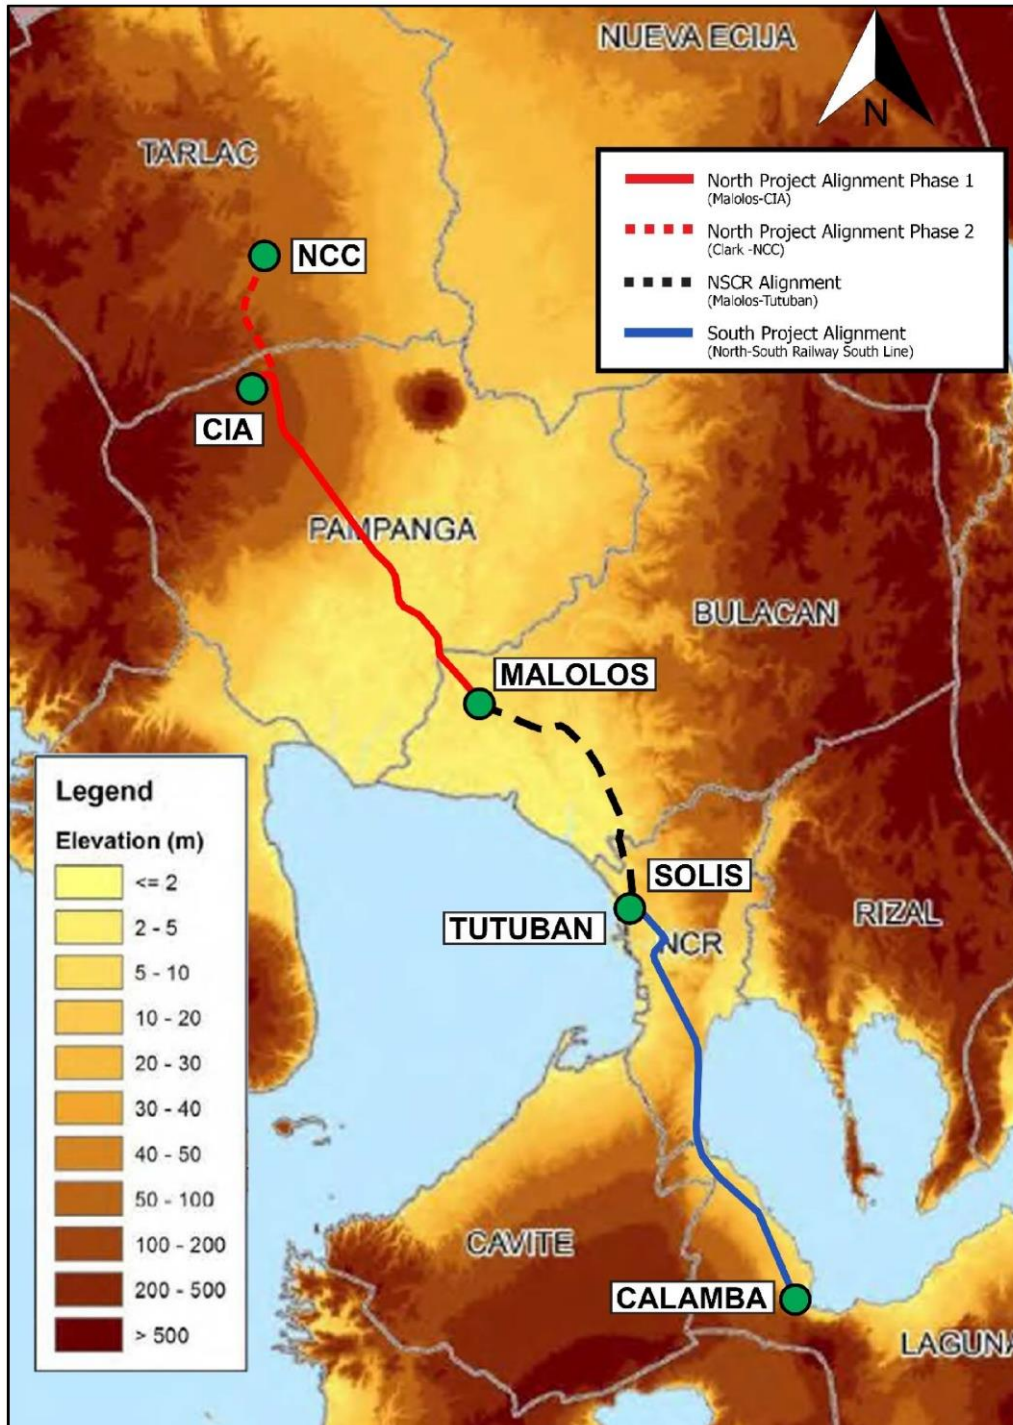 NUEVA ECIJA
N
TARLAC
North Project Alignment Phase 1
(Malolos-CIA)
North Project Alignment Phase 2
(Clark -NCC)
NSCR Alignment
(Malolos-Tutuban)
South Project Alignment
(North-South Railway South Line)
NCC
CIA
PAMPANGA
BULACAN
MALOLOS
SOLIS
TUTUBAN
NCR
RIZAL
Legend
Elevation (m)
<= 2
2 - 5
5 - 10
10 - 20
20 - 30
30 - 40
40 - 50
50 - 100
100 - 200
200 - 500
> 500
CAVITE
CALAMBA
LAGUNA